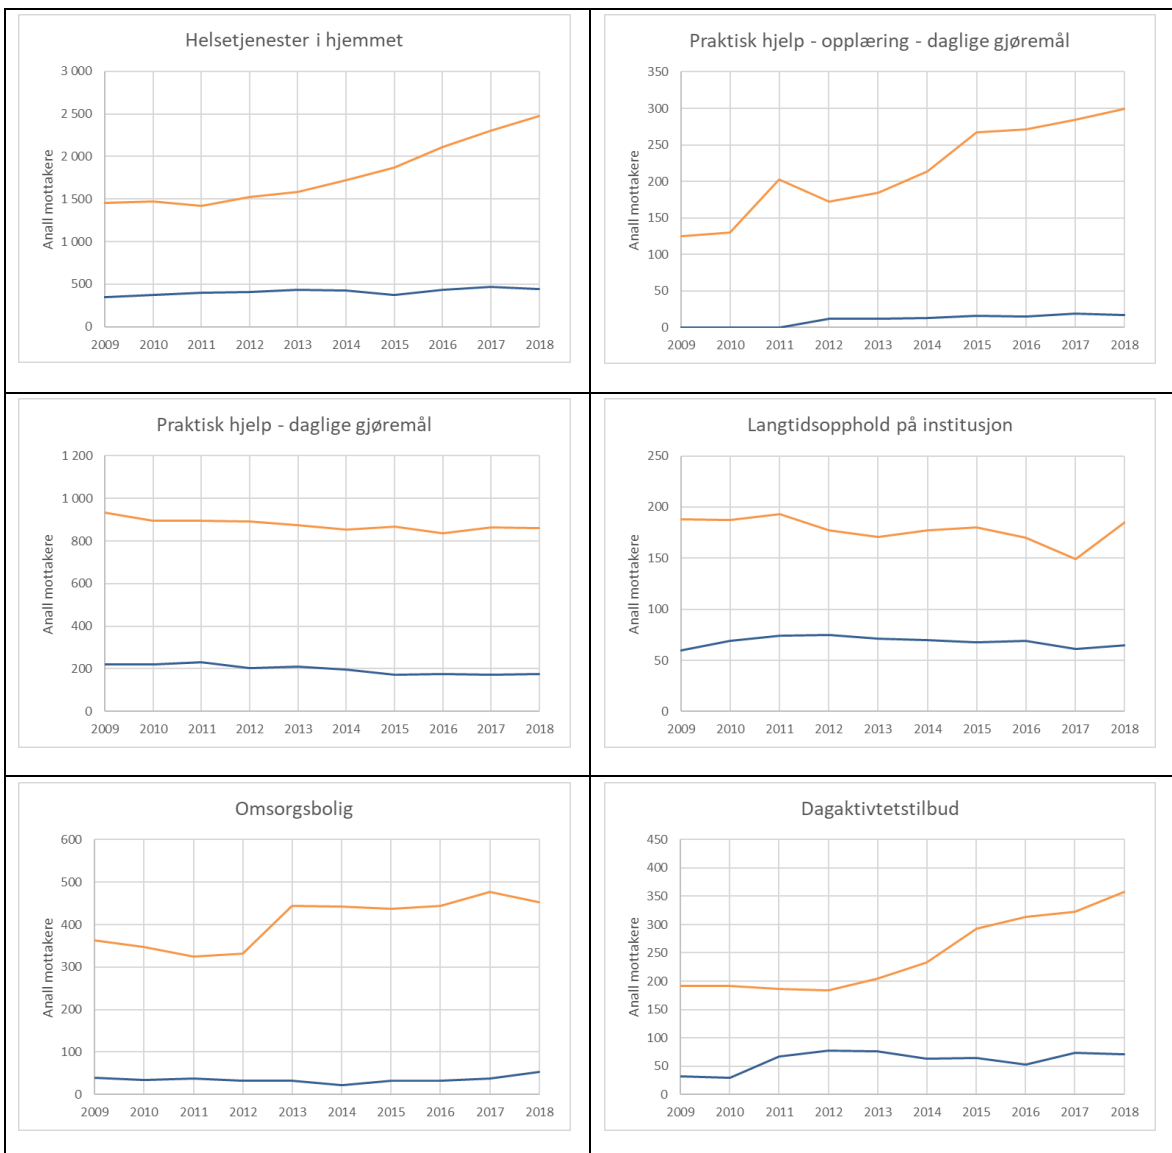 Helsetjenester i hjemmet
Anall mottakere
3 000
2 500
2 000
1 500
1 000
500
0
2009 2010 2011 2012 2013 2014 2015 2016 2017 2018
Praktisk hjelp - opplæring - daglige gjøremål
Anall mottakere
350
300
250
200
150
100
50
0
2009 2010 2011 2012 2013 2014 2015 2016 2017 2018
Praktisk hjelp - daglige gjøremål
Anall mottakere
1 200
1 000
800
600
400
200
0
2009 2010 2011 2012 2013 2014 2015 2016 2017 2018
Langtidsopphold på institusjon
Anall mottakere
250
200
150
100
50
0
2009 2010 2011 2012 2013 2014 2015 2016 2017 2018
Omsorgsbolig
Anall mottakere
600
500
400
300
200
100
0
2009 2010 2011 2012 2013 2014 2015 2016 2017 2018
Dagaktivtetstilbud
Anall mottakere
450
400
350
300
250
200
150
100
50
0
2009 2010 2011 2012 2013 2014 2015 2016 2017 2018